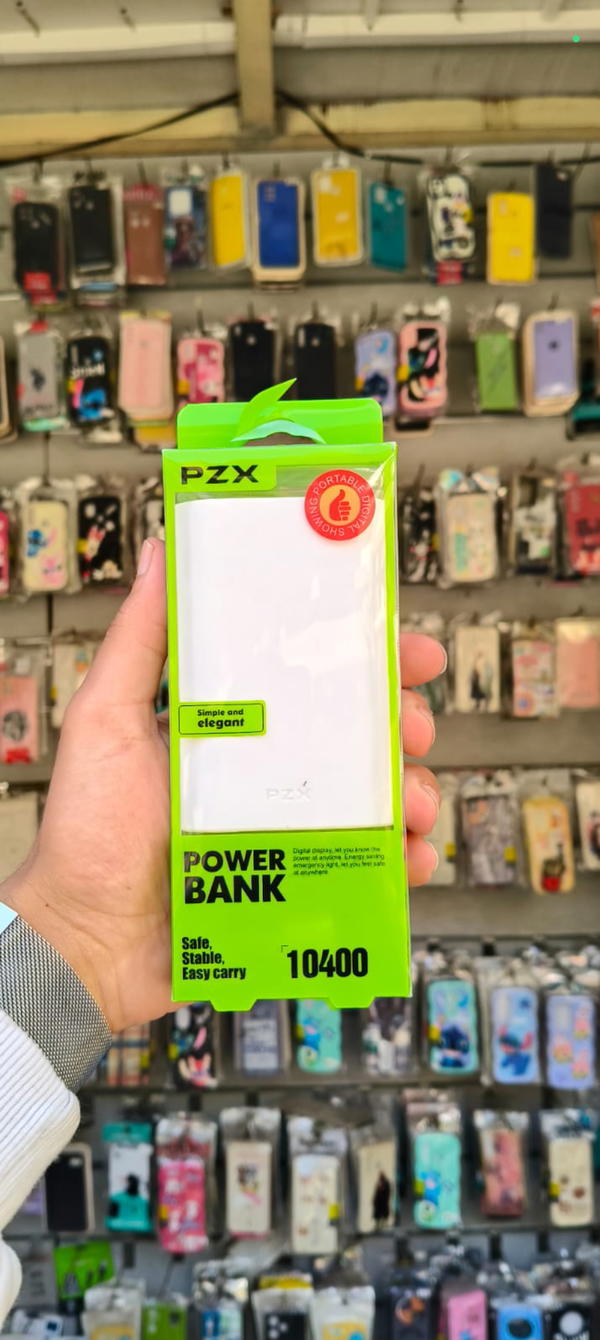 PZX
PORTABLE
DIGITAL SHOWING
Simple and
elegant
PZX
POWER
BANK
Digital display, let you know the
power at anytime. Energy saving
emergency light, let you feel safe
at anywhere
Safe,
Stable,
Easy carry
10400